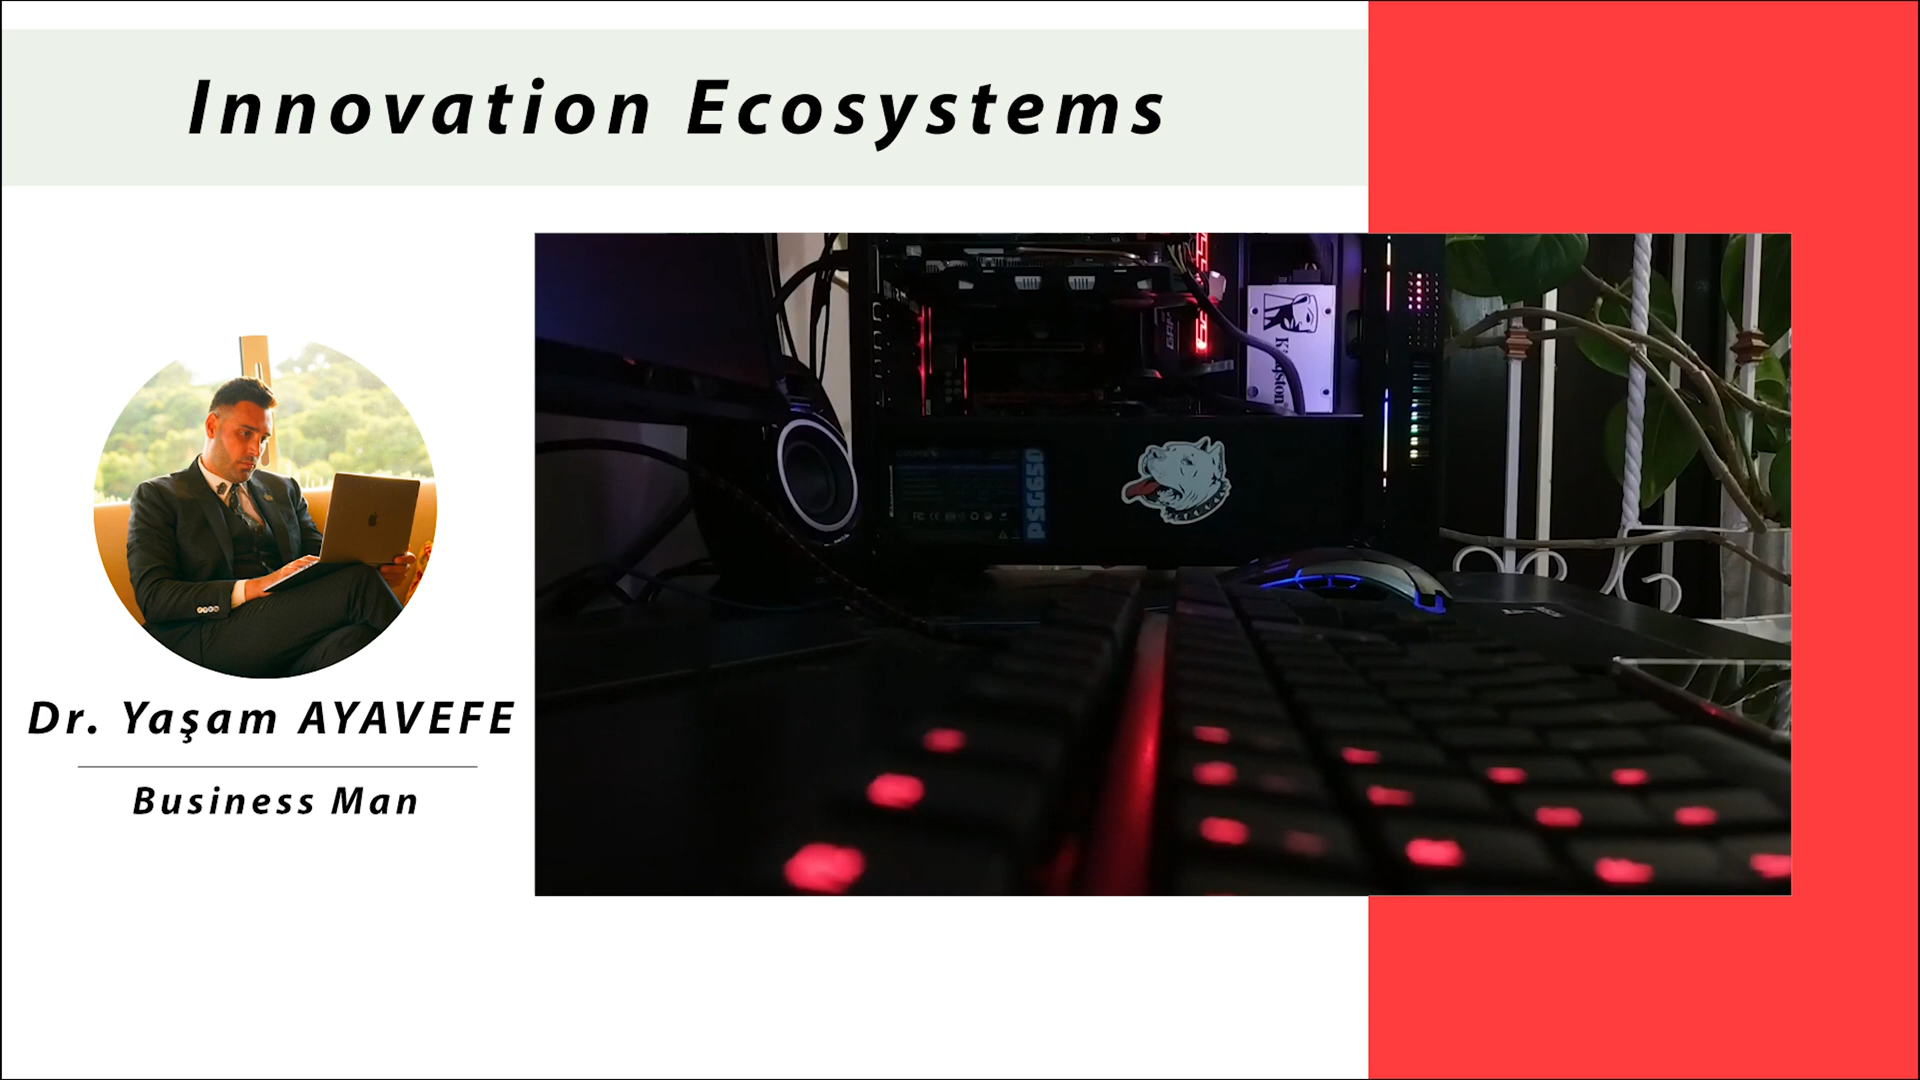 Innovation Ecosystems
Dr. Yaşam AYAVEFE
Business Man
Kingston
PSG650